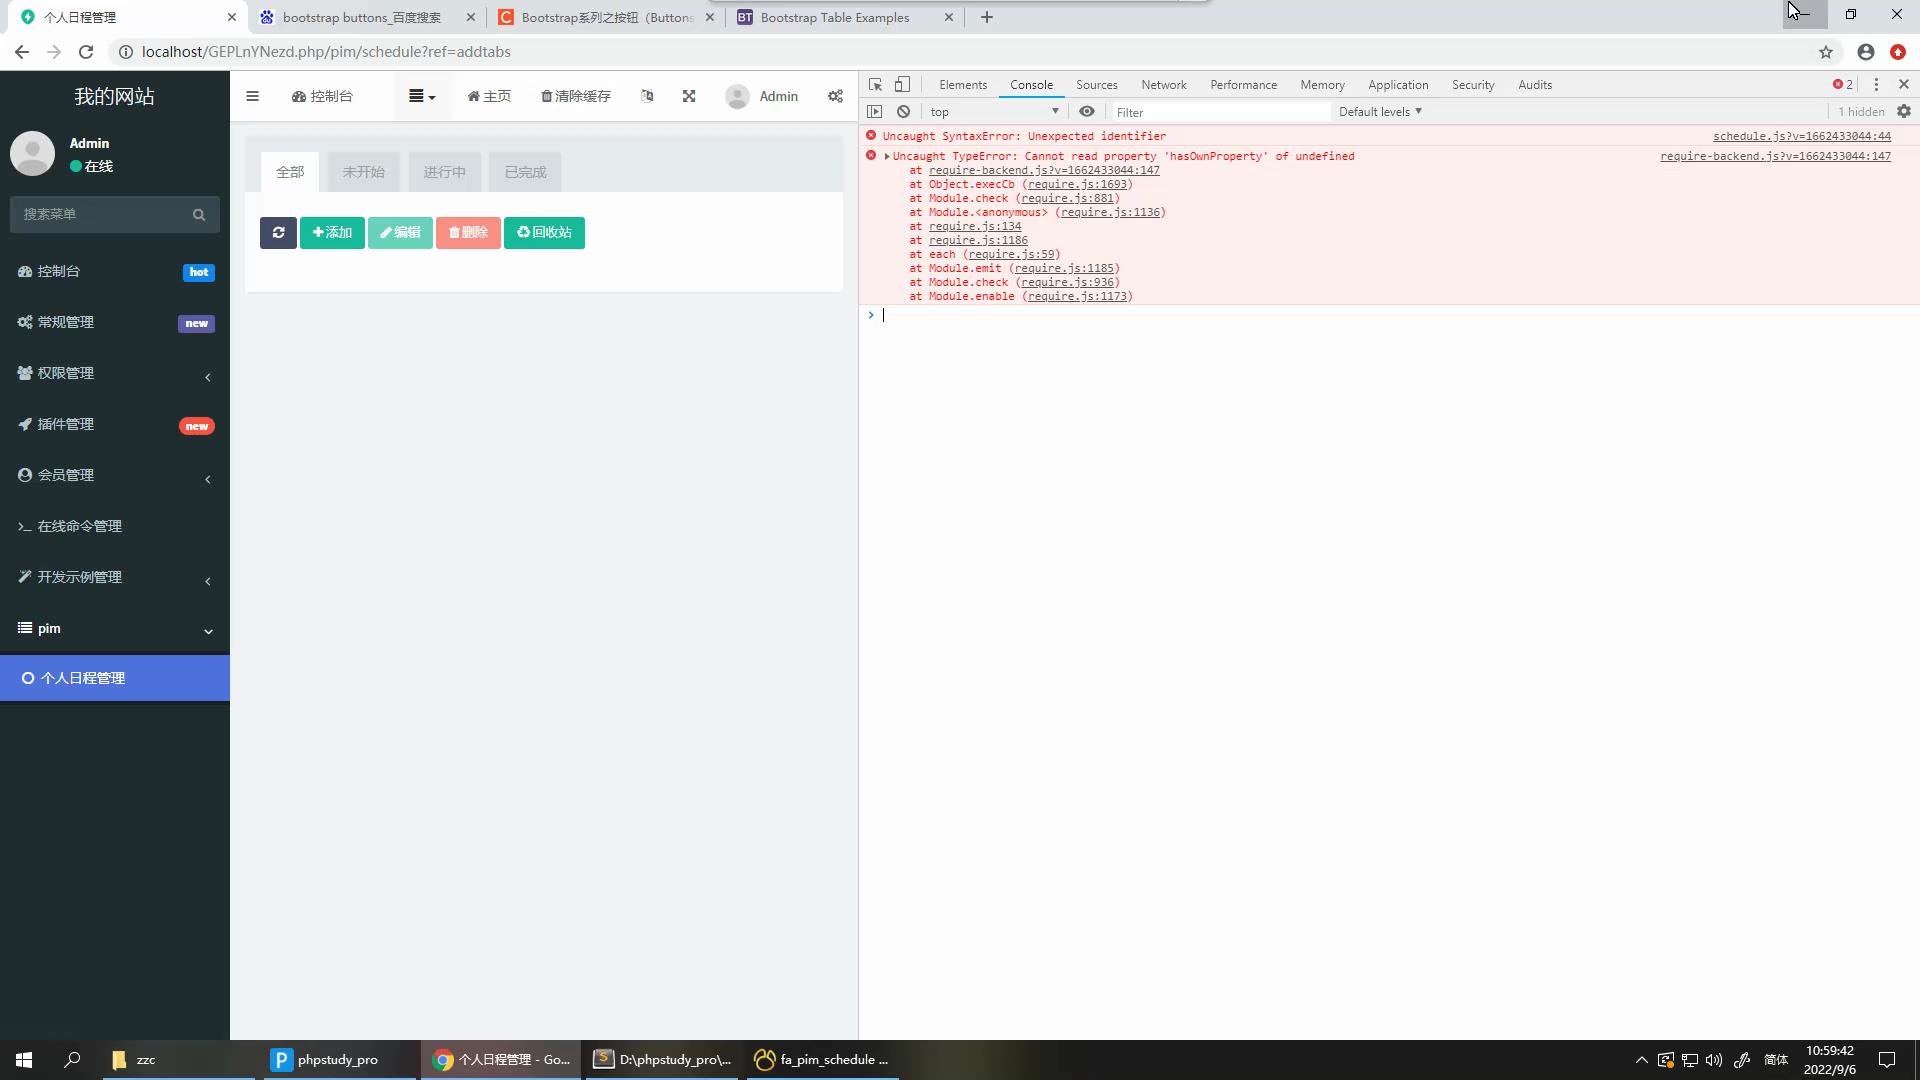 个人日程管理
bootstrap buttons_百度搜索
Bootstrap系列之按钮（Buttons
Bootstrap Table Examples
localhost/GEPLnYNezd.php/pim/schedule?ref=addtabs
我的网站
控制台
主页
清除缓存
Admin
Elements
Console
Sources
Network
Performance
Memory
Application
Security
Audits
2
top
Filter
Default levels
1 hidden
Admin
在线
搜索菜单
控制台 hot
常规管理 new
权限管理
插件管理 new
会员管理
>_ 在线命令管理
开发示例管理
pim
个人日程管理
全部
未开始
进行中
已完成
添加
编辑
删除
回收站
Uncaught SyntaxError: Unexpected identifier schedule.js?v=1662433044:44
Uncaught TypeError: Cannot read property 'hasOwnProperty' of undefined require-backend.js?v=1662433044:147
at require-backend.js?v=1662433044:147
at Object.execCb (require.js:1693)
at Module.check (require.js:881)
at Module.<anonymous> (require.js:1136)
at require.js:134
at require.js:1186
at each (require.js:59)
at Module.emit (require.js:1185)
at Module.check (require.js:936)
at Module.enable (require.js:1173)
zzc
phpstudy_pro
个人日程管理 - Go...
D:\phpstudy_pro\...
fa_pim_schedule ...
简体
10:59:42
2022/9/6